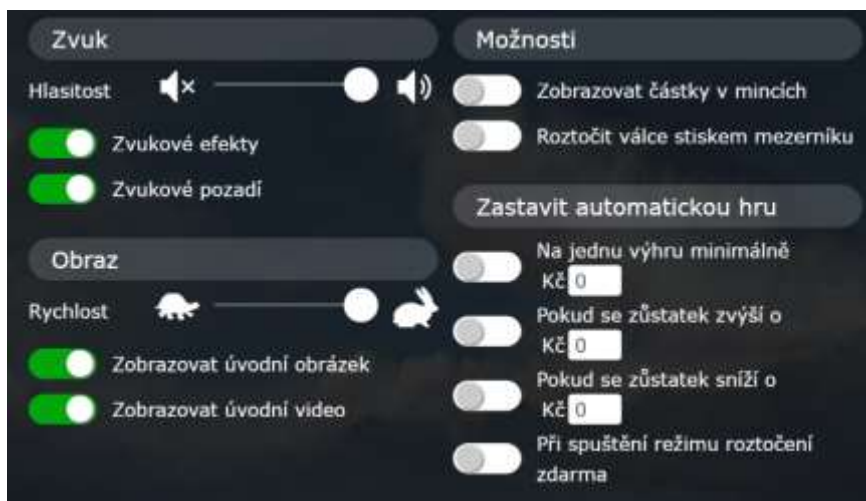 Zvuk
Hlasitost
Zvukové efekty
Zvukové pozadí
Obraz
Rychlost
Zobrazovat úvodní obrázek
Zobrazovat úvodní video
Možnosti
Zobrazovat částky v mincích
Roztočit válce stiskem mezerníku
Zastavit automatickou hru
Na jednu výhru minimálně
Kč 0
Pokud se zůstatek zvýší o
Kč 0
Pokud se zůstatek sníží o
Kč 0
Při spuštění režimu roztočení
zdarma